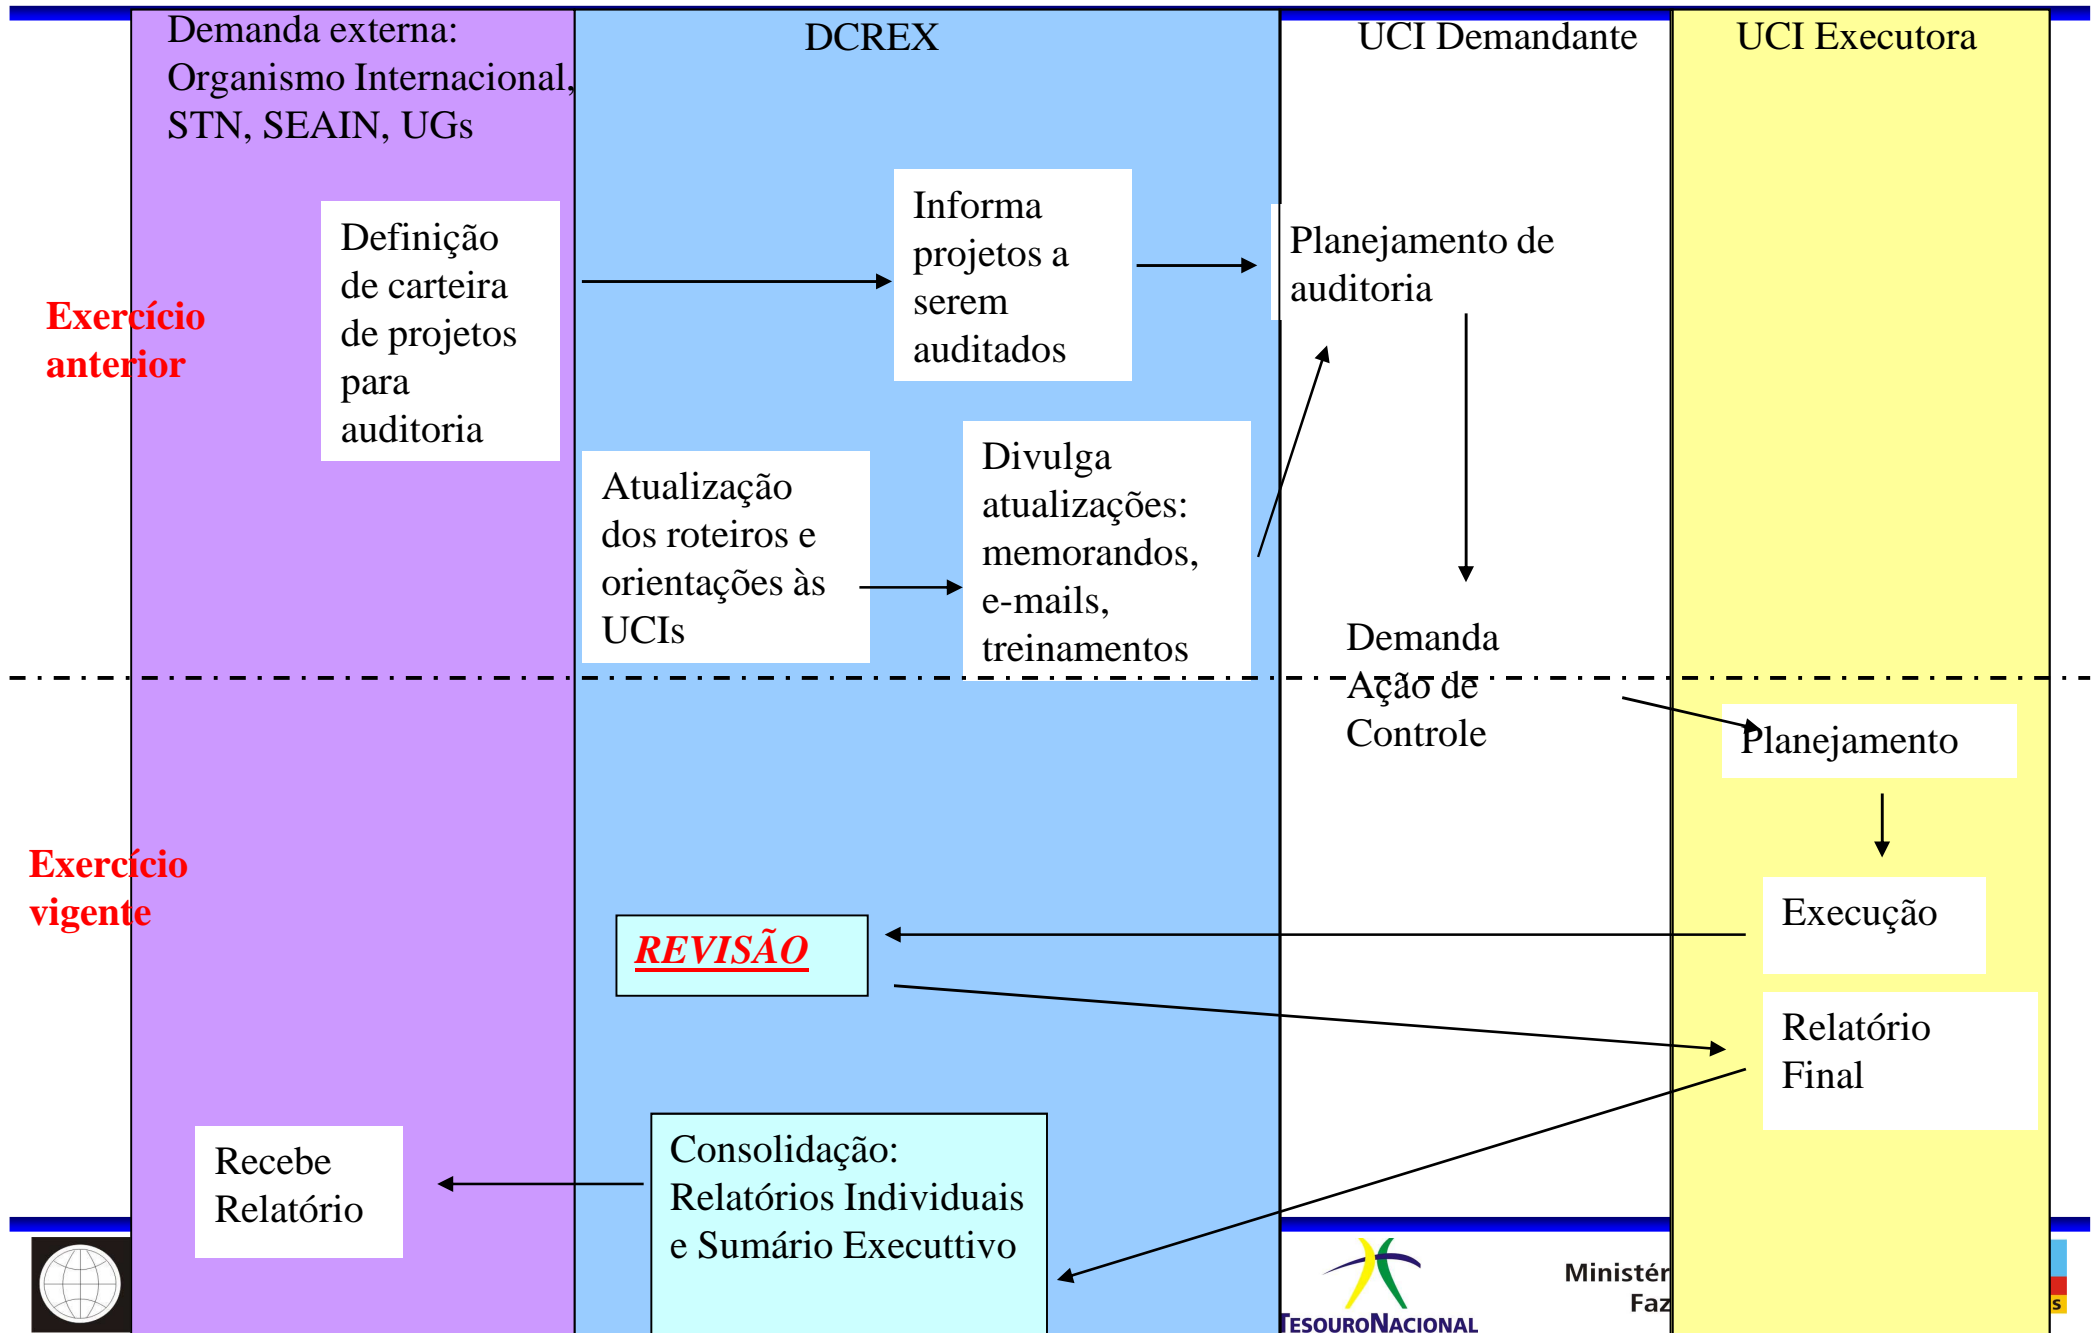 Demanda externa:
Organismo Internacional,
STN, SEAIN, UGs
DCREX
UCI Demandante
UCI Executora
Exercício
anterior
Definição
de carteira
de projetos
para
auditoria
Informa
projetos a
serem
auditados
Planejamento de
auditoria
Atualização
dos roteiros e
orientações às
UCIs
Divulga
atualizações:
memorandos,
e-mails,
treinamentos
Demanda
Ação de
Controle
Planejamento
Exercício
vigente
Execução
REVISÃO
Relatório
Final
Recebe
Relatório
Consolidação:
Relatórios Individuais
e Sumário Executtivo
TESOURONACIONAL
Ministér
Faz
s